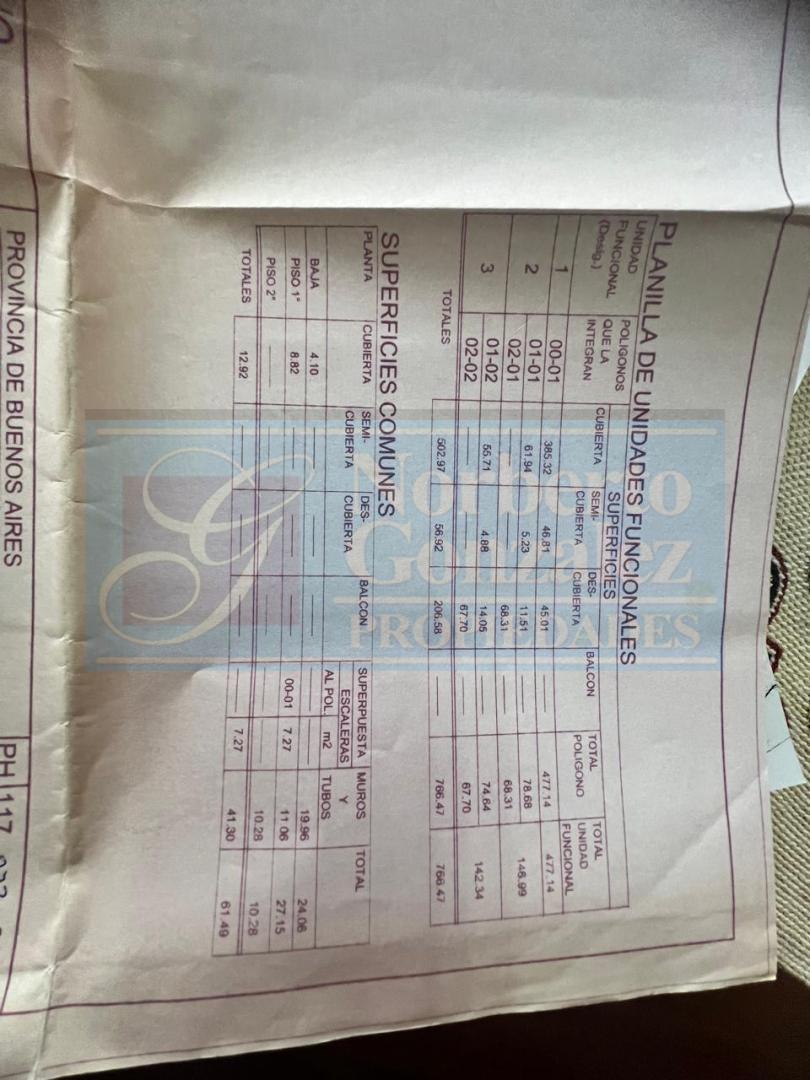 PLANILLA DE UNIDADES FUNCIONALES
UNIDAD FUNCIONAL (Desig.) POLIGONOS QUE LA INTEGRAN SUPERFICIES
CUBIERTA SEMI-CUBIERTA DES-CUBIERTA BALCON TOTAL POLIGONO TOTAL UNIDAD FUNCIONAL
1 00-01 385.32 46.81 45.01 —— 477.14 477.14
2 01-01 61.94 5.23 11.51 —— 78.68 146.99
02-01 —— —— 68.31 —— 68.31
3 01-02 55.71 4.88 14.05 —— 74.64 142.34
02-02 —— —— 67.70 —— 67.70
TOTALES 502.97 56.92 206.58 —— 766.47 766.47
SUPERFICIES COMUNES
PLANTA CUBIERTA SEMI-CUBIERTA DES-CUBIERTA BALCON SUPERPUESTA ESCALERAS AL POL. m2 MUROS Y TUBOS TOTAL
BAJA 4.10 —— —— —— —— 19.96 24.06
PISO 1° 8.82 —— —— —— 00-01 7.27 11.06 27.15
PISO 2° —— —— —— —— —— 10.28 10.28
TOTALES 12.92 —— —— —— —— 7.27 41.30 61.49
PROVINCIA DE BUENOS AIRES
PH 117
Norberto
Gonzalez
PROPIEDADES
G